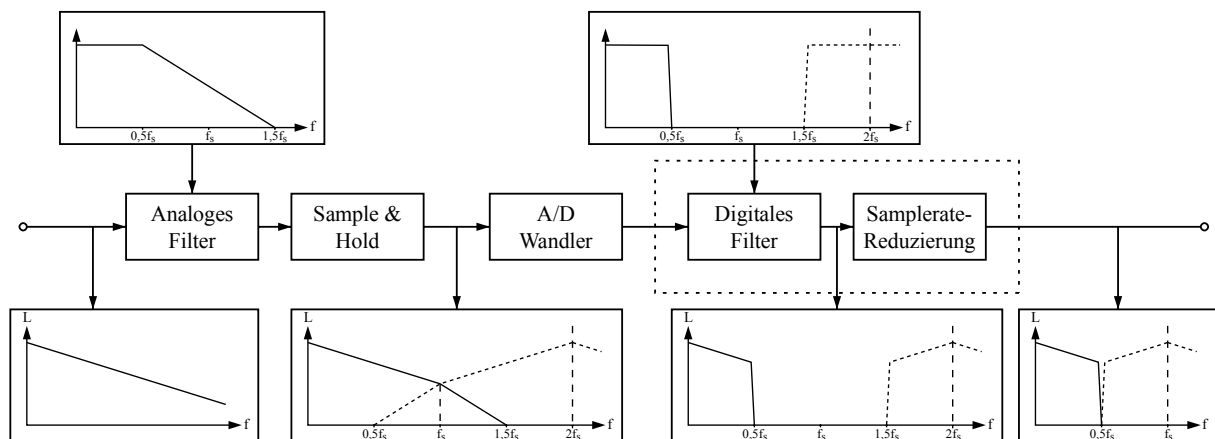 f
0,5fs fs 1,5fs
f
0,5fs fs 1,5fs 2fs
Analoges
Filter
Sample &
Hold
A/D
Wandler
Digitales
Filter
Samplerate-
Reduzierung
L
f
L
f
0,5fs fs 1,5fs 2fs
L
f
0,5fs fs 1,5fs 2fs
L
f
0,5fs fs